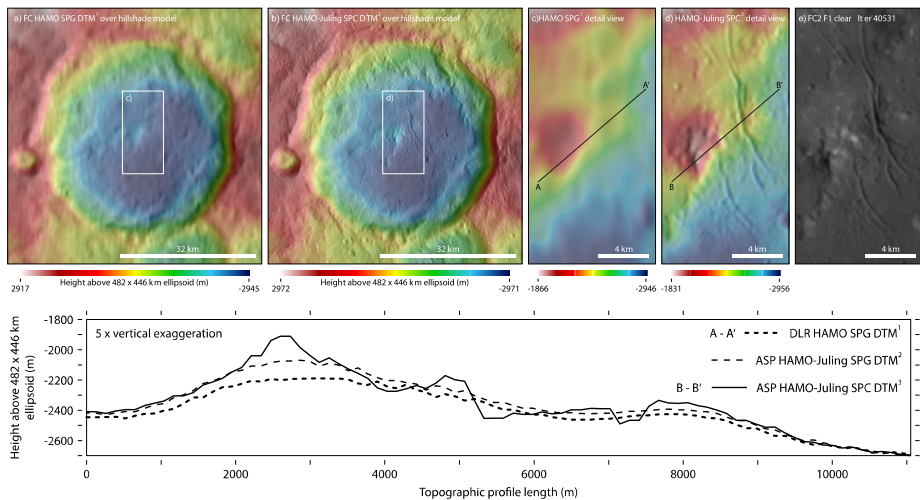 a) FC HAMO SPG DTM¹ over hillshade model
b) FC HAMO-Juling SPC DTM³ over hillshade model
c)HAMO SPG¹ detail view
d) HAMO-Juling SPC³ detail view
e) FC2 F1 clear It er 40531
c)
d)
A'
A
B'
B
32 km
32 km
4 km
4 km
4 km
2917
Height above 482 x 446 km ellipsoid (m)
-2945
2972
Height above 482 x 446 km ellipsoid (m)
-2971
-1866
-2946
-1831
-2956
5 x vertical exaggeration
A - A'
DLR HAMO SPG DTM¹
ASP HAMO-Juling SPG DTM²
B - B'
ASP HAMO-Juling SPC DTM³
Height above 482 x 446 km
ellipsoid (m)
-1800
-2000
-2200
-2400
-2600
0
2000
4000
6000
8000
10000
Topographic profile length (m)